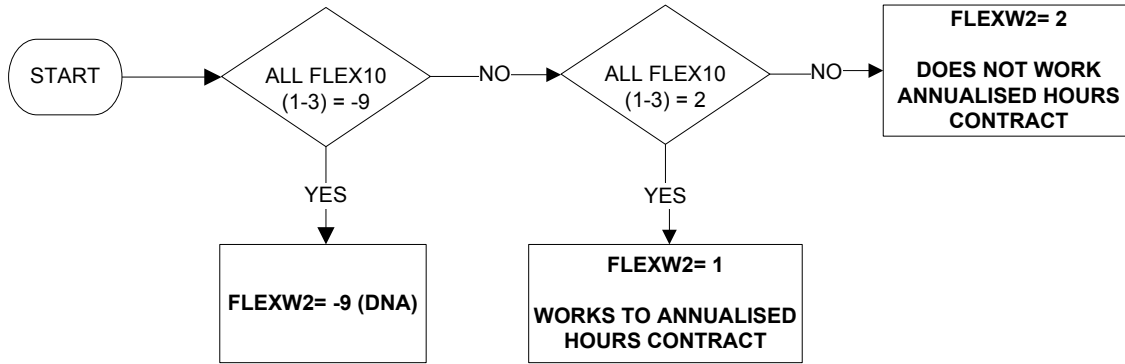 START
ALL FLEX10
(1-3) = -9
NO
ALL FLEX10
(1-3) = 2
NO
FLEXW2= 2
DOES NOT WORK
ANNUALISED HOURS
CONTRACT
YES
YES
FLEXW2= -9 (DNA)
FLEXW2= 1
WORKS TO ANNUALISED
HOURS CONTRACT